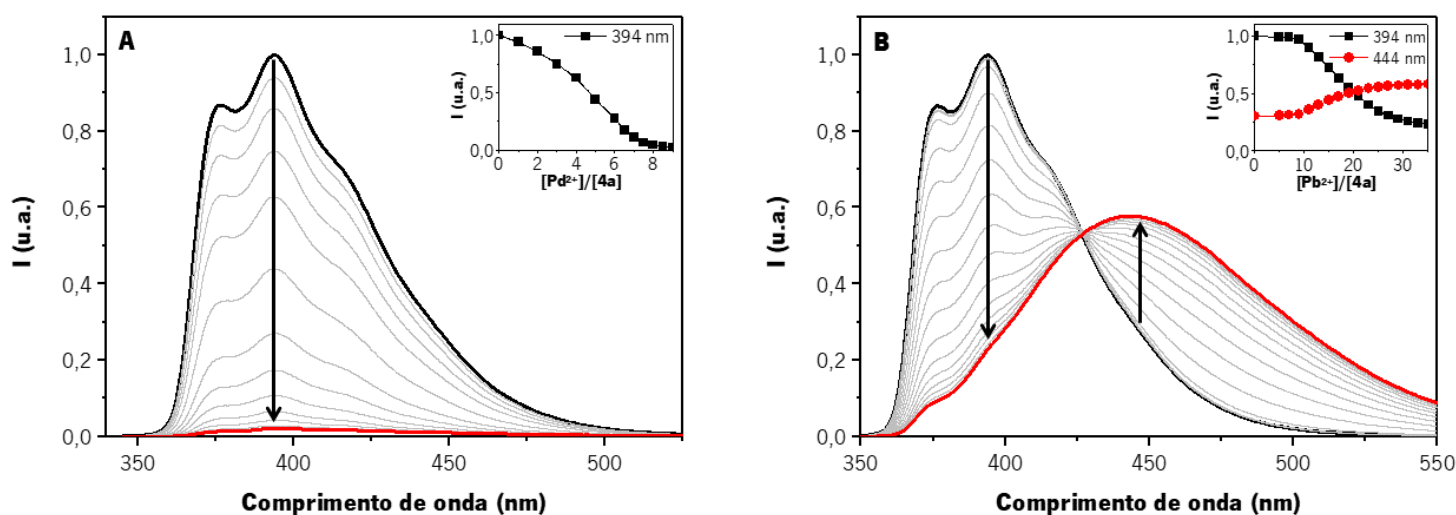 A
1,0
0,8
0,6
0,4
0,2
0,0
I (u.a.)
350 400 450 500
Comprimento de onda (nm)
394 nm
1,0
0,5
0,0
I (u.a.)
0 2 4 6 8
[Pd²⁺]/[4a]
B
1,0
0,8
0,6
0,4
0,2
0,0
I (u.a.)
350 400 450 500 550
Comprimento de onda (nm)
394 nm
444 nm
1,0
0,5
0,0
I (u.a.)
0 10 20 30
[Pb²⁺]/[4a]